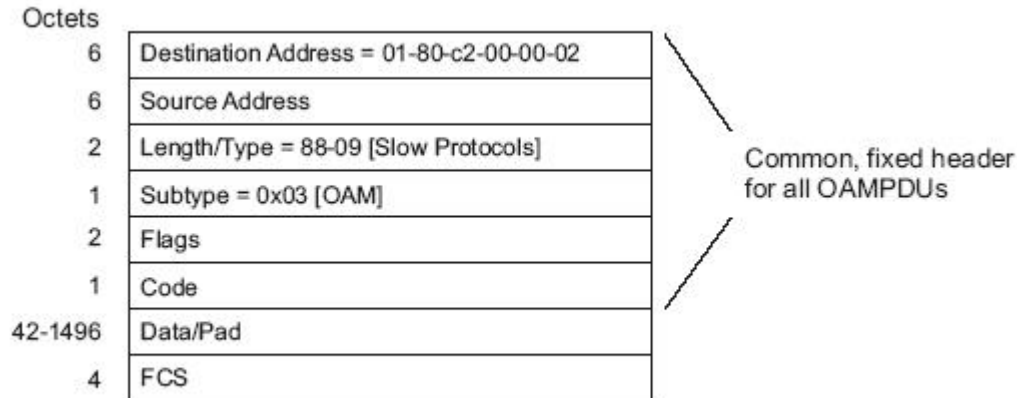 Octets
6 Destination Address = 01-80-c2-00-00-02
6 Source Address
2 Length/Type = 88-09 [Slow Protocols]
1 Subtype = 0x03 [OAM]
2 Flags
1 Code
42-1496 Data/Pad
4 FCS
Common, fixed header
for all OAMPDUs